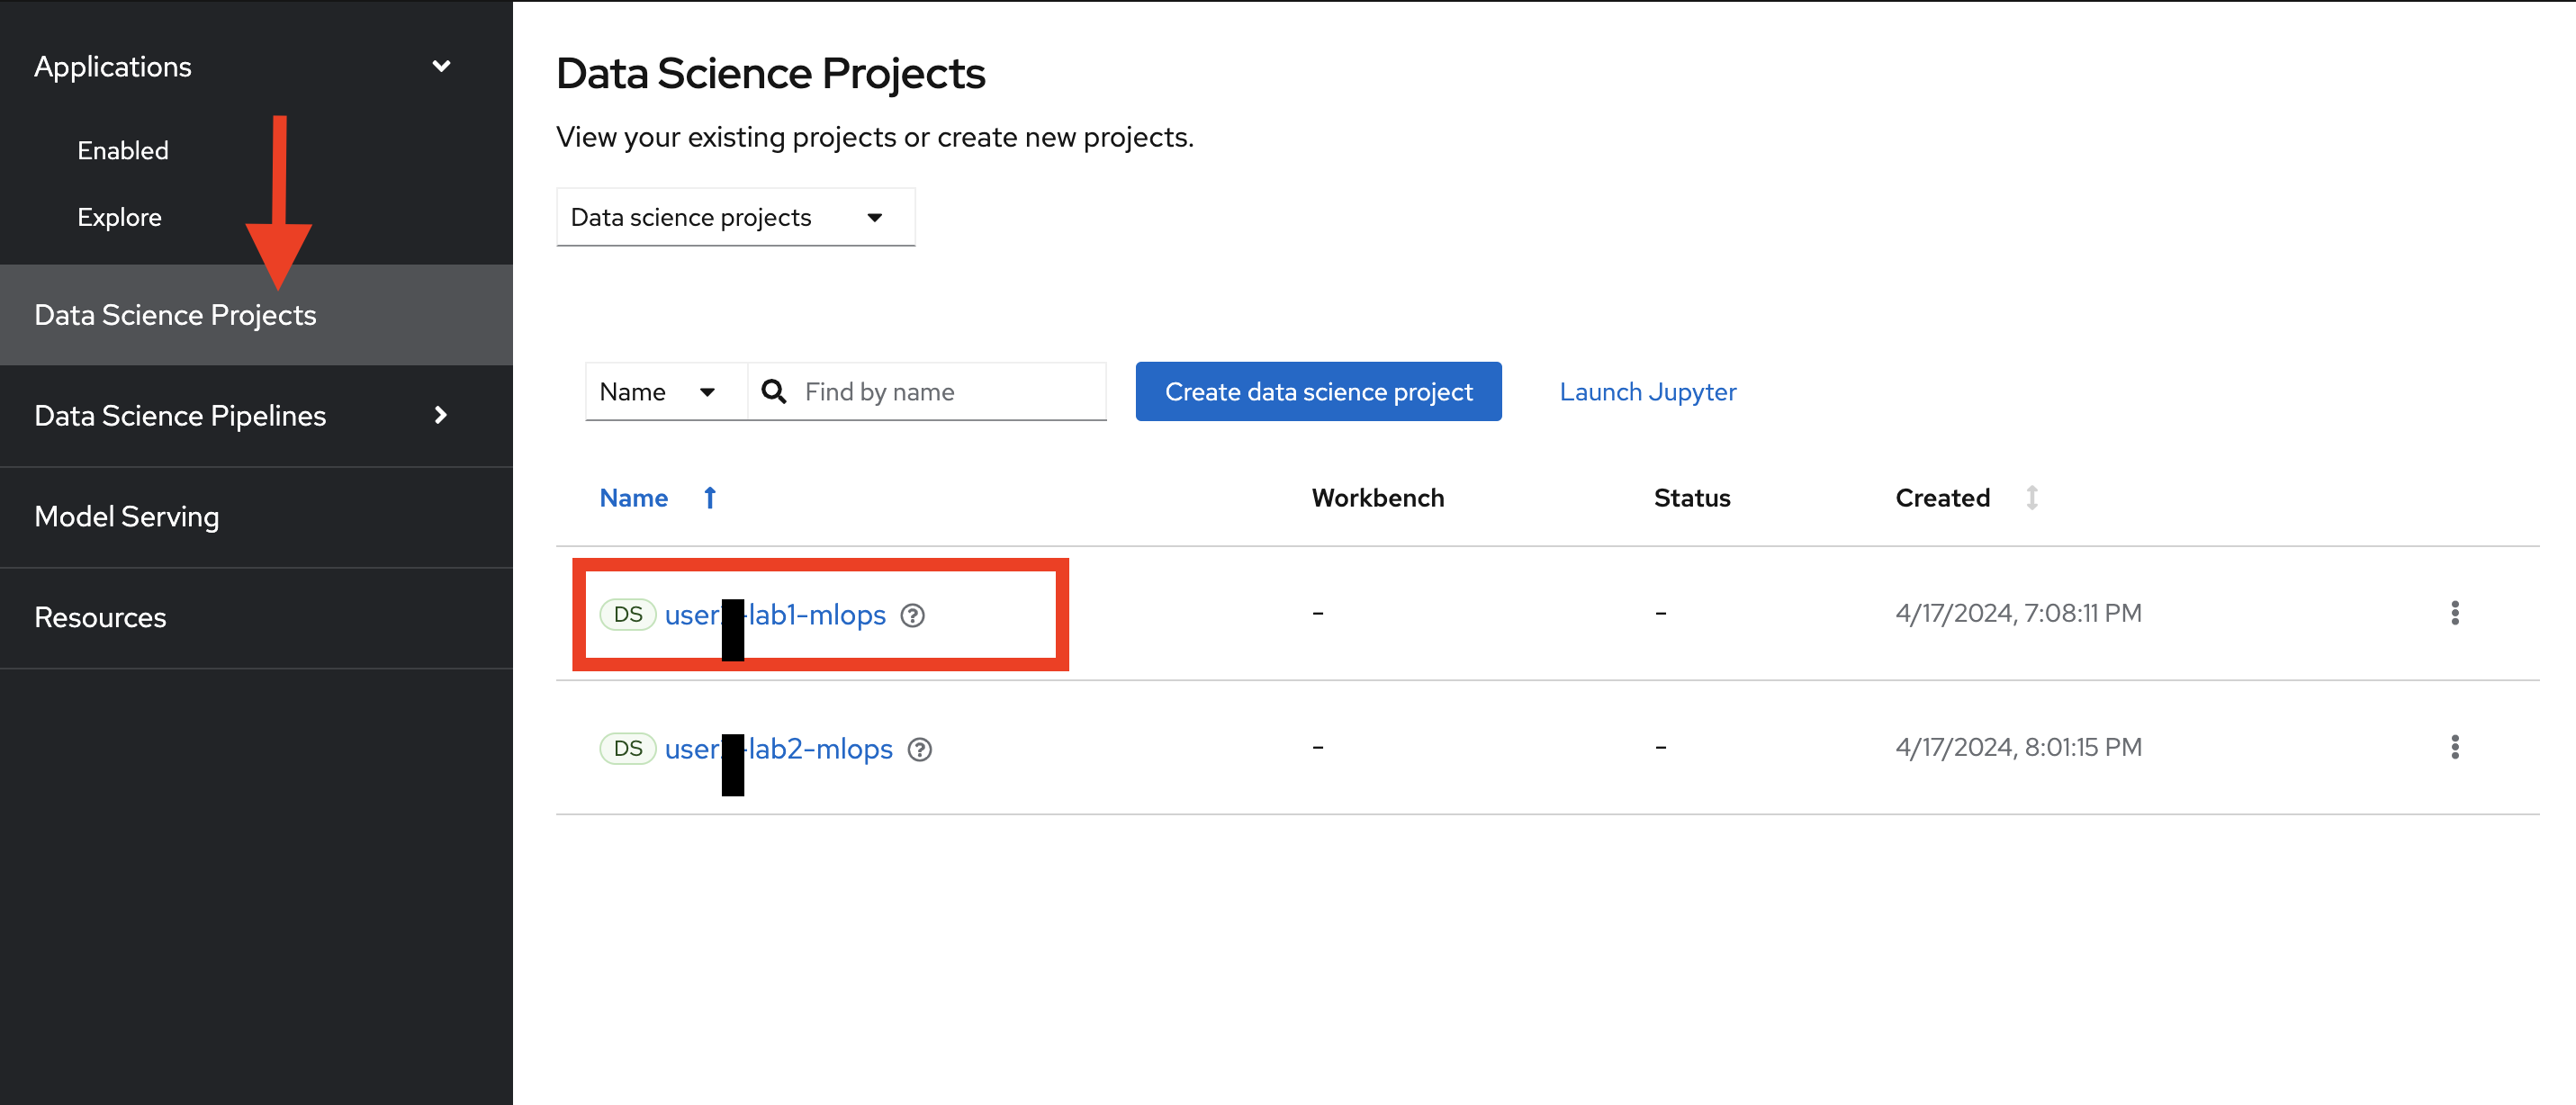 Applications
Enabled
Explore
Data Science Projects
Data Science Pipelines
Model Serving
Resources
Data Science Projects
View your existing projects or create new projects.
Data science projects
Name Find by name Create data science project Launch Jupyter
Name Workbench Status Created
DS user -lab1-mlops - - 4/17/2024, 7:08:11 PM
DS user -lab2-mlops - - 4/17/2024, 8:01:15 PM